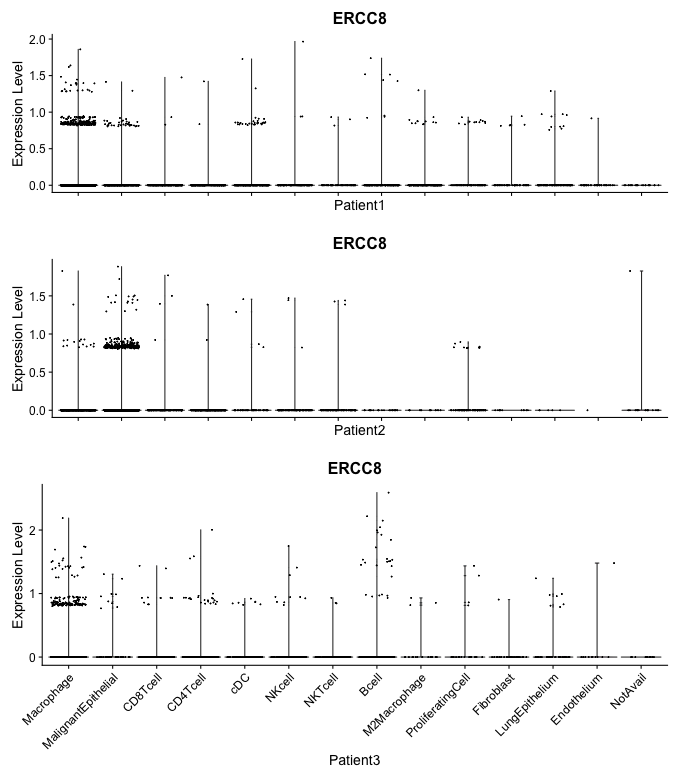 ERCC8
Expression Level
2.0
1.5
1.0
0.5
0.0
Patient1
ERCC8
Expression Level
1.5
1.0
0.5
0.0
Patient2
ERCC8
Expression Level
2
1
0
Macrophage
MalignantEpithelial
CD8Tcell
CD4Tcell
cDC
NKcell
NKTcell
Bcell
M2Macrophage
ProliferatingCell
Fibroblast
LungEpithelium
Endothelium
NotAvail
Patient3